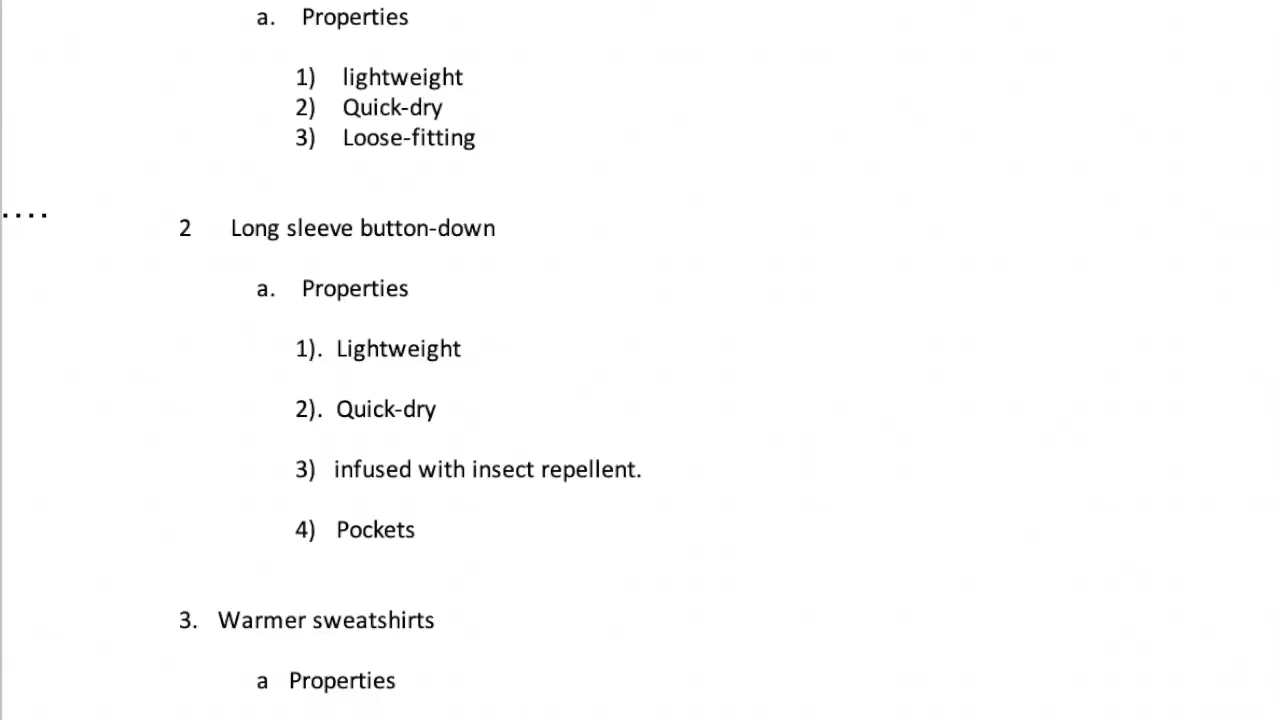 a. Properties
1) lightweight
2) Quick-dry
3) Loose-fitting
2 Long sleeve button-down
a. Properties
1). Lightweight
2). Quick-dry
3) infused with insect repellent.
4) Pockets
3. Warmer sweatshirts
a Properties